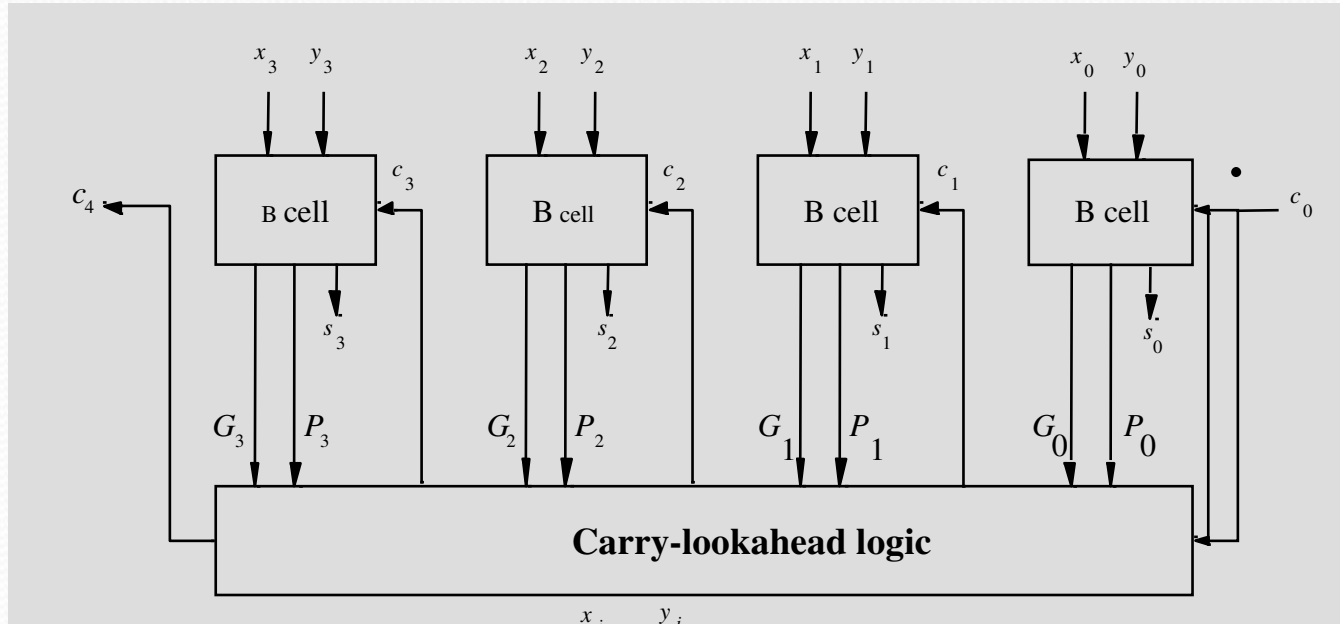 x3 y3 x2 y2 x1 y1 x0 y0
c4 B cell c3 B cell c2 B cell c1 B cell c0
s3 s2 s1 s0
G3 P3 G2 P2 G1 P1 G0 P0
Carry-lookahead logic
x i y i